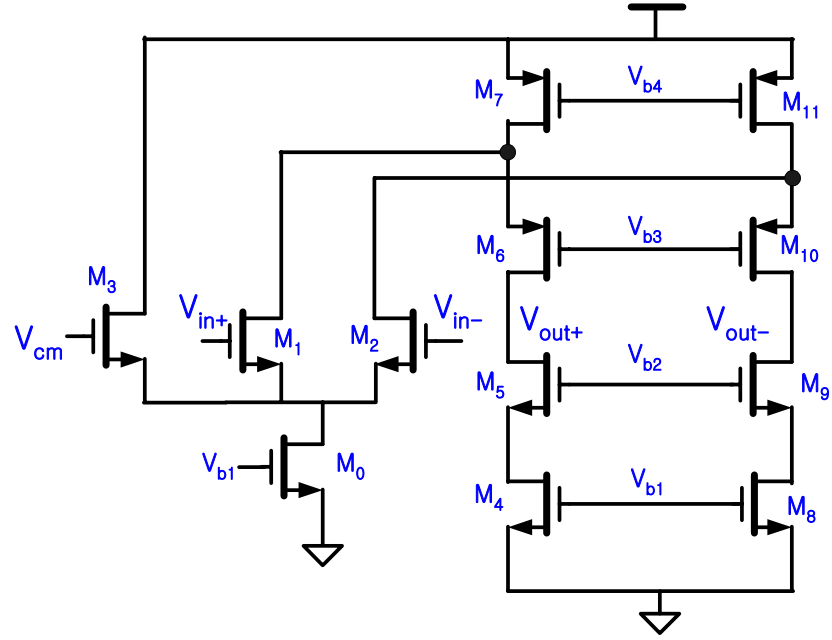 M7
Vb4
M11
M6
Vb3
M10
M3
Vcm
Vin+
M1
M2
Vin−
Vout+
Vout−
M5
Vb2
M9
Vb1
M0
M4
Vb1
M8